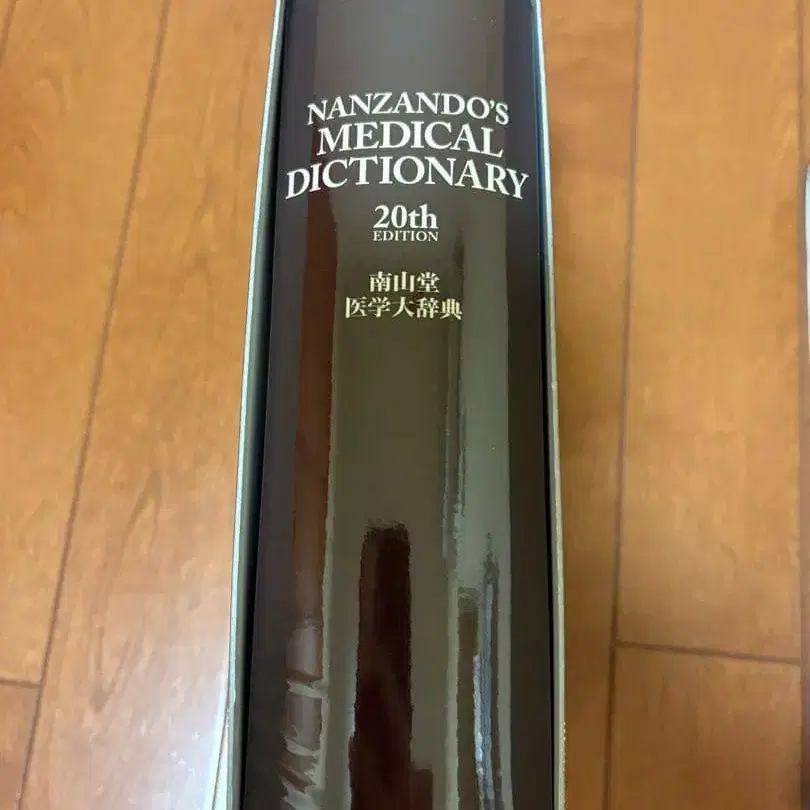 NANZANDO'S
MEDICAL
DICTIONARY
20th
EDITION
南山堂
医学大辞典